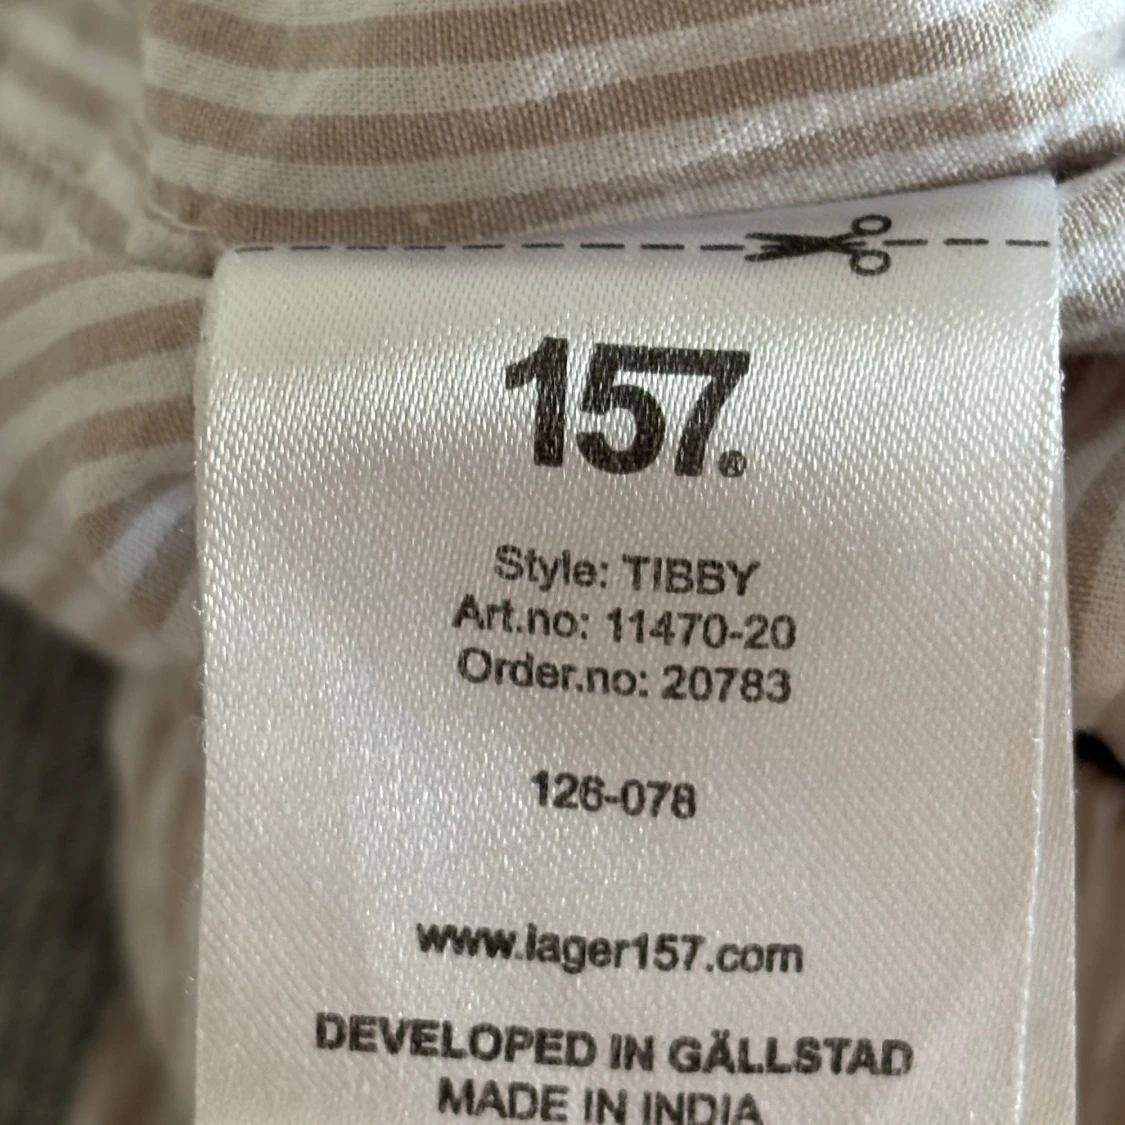 157.®
Style: TIBBY
Art.no: 11470-20
Order.no: 20783
126-078
www.lager157.com
DEVELOPED IN GÄLLSTAD
MADE IN INDIA